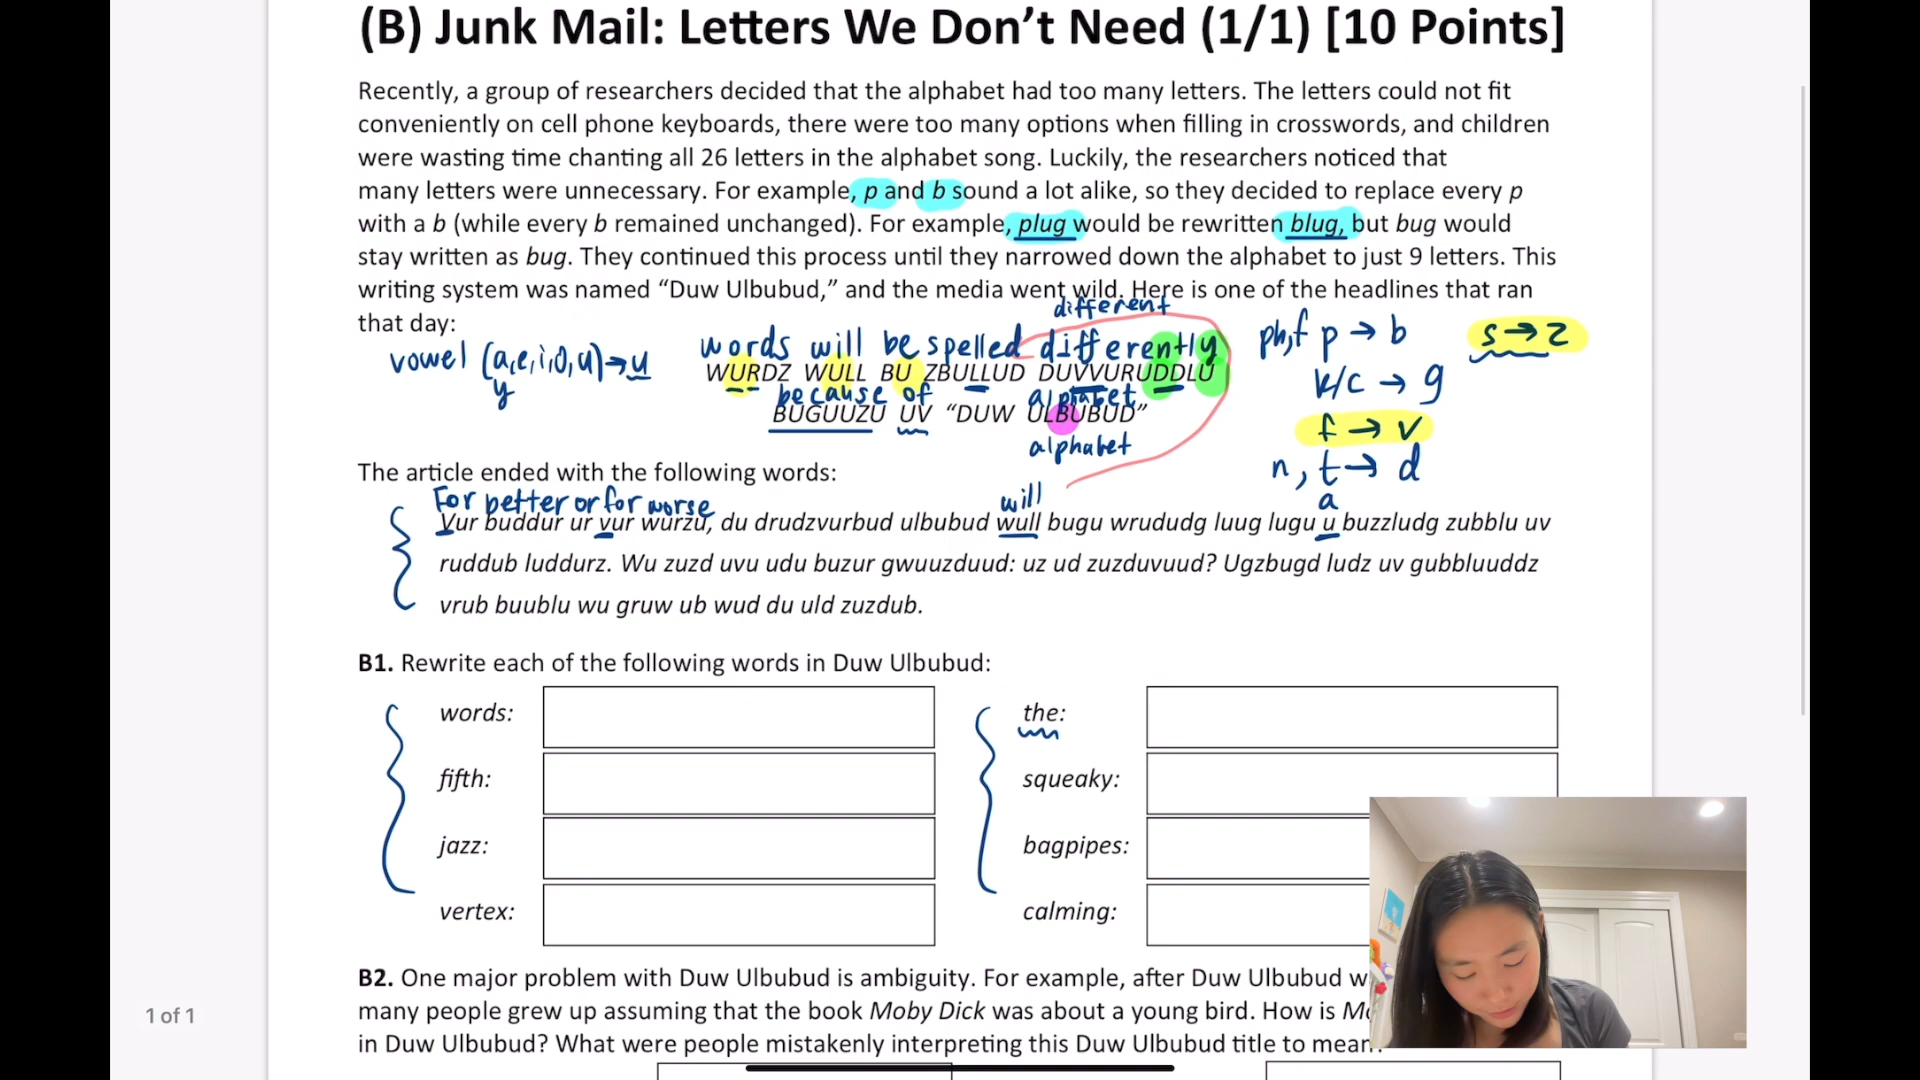 (B) Junk Mail: Letters We Don't Need (1/1) [10 Points]
Recently, a group of researchers decided that the alphabet had too many letters. The letters could not fit
conveniently on cell phone keyboards, there were too many options when filling in crosswords, and children
were wasting time chanting all 26 letters in the alphabet song. Luckily, the researchers noticed that
many letters were unnecessary. For example, p and b sound a lot alike, so they decided to replace every p
with a b (while every b remained unchanged). For example, plug would be rewritten blug, but bug would
stay written as bug. They continued this process until they narrowed down the alphabet to just 9 letters. This
writing system was named “Duw Ulbubud,” and the media went wild. Here is one of the headlines that ran
that day:
different
vowel (a,e,i,o,u)→u
y
words will be spelled differently
WURDZ WULL BU ZBULLUD DUVVURUDDLU
because of alphabet
BUGUUZU UV “DUW ULBUBUD”
alphabet
ph,f p → b
s → z
k/c → g
f → v
n, t → d
The article ended with the following words:
For better or for worse
will
a
Vur buddur ur vur wurzu, du drudzvurbud ulbubud wull bugu wrududg luug lugu u buzzludg zubblu uv
ruddub luddurz. Wu zuzd uvu udu buzur gwuuzduud: uz ud zuzduvuud? Ugzbugd ludz uv gubbluuddz
vrub buublu wu gruw ub wud du uld zuzdub.
B1. Rewrite each of the following words in Duw Ulbubud:
words: the:
fifth: squeaky:
jazz: bagpipes:
vertex: calming:
B2. One major problem with Duw Ulbubud is ambiguity. For example, after Duw Ulbubud w
many people grew up assuming that the book Moby Dick was about a young bird. How is Mo
in Duw Ulbubud? What were people mistakenly interpreting this Duw Ulbubud title to mean?
1 of 1